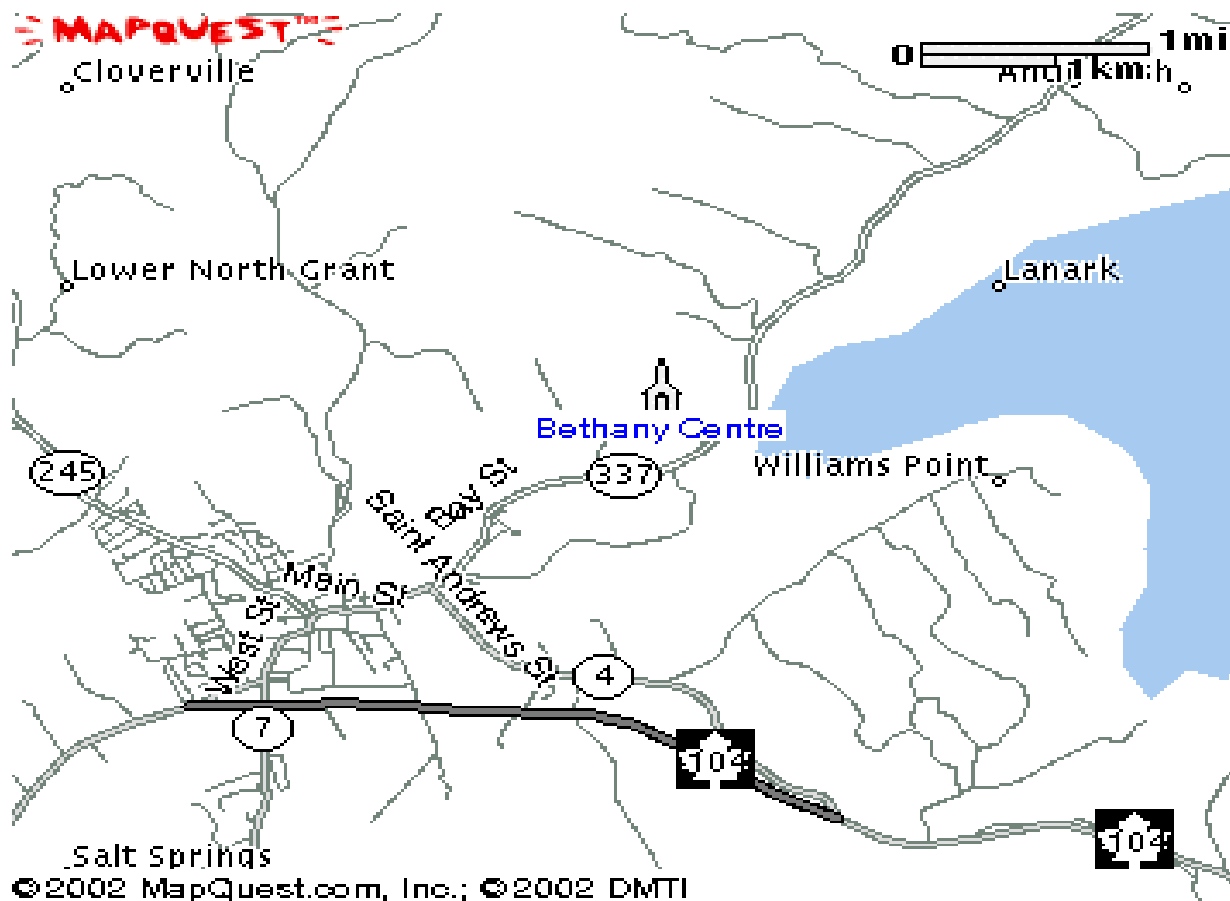 MAPQUEST™
0 1mi
1km
Cloverville
Lower North Grant
Lanark
Bethany Centre
Williams Point
245
337
Bay St
Saint Andrews St
Main St
West St
4
7
104
104
Salt Springs
©2002 MapQuest.com, Inc.; ©2002 DMTI